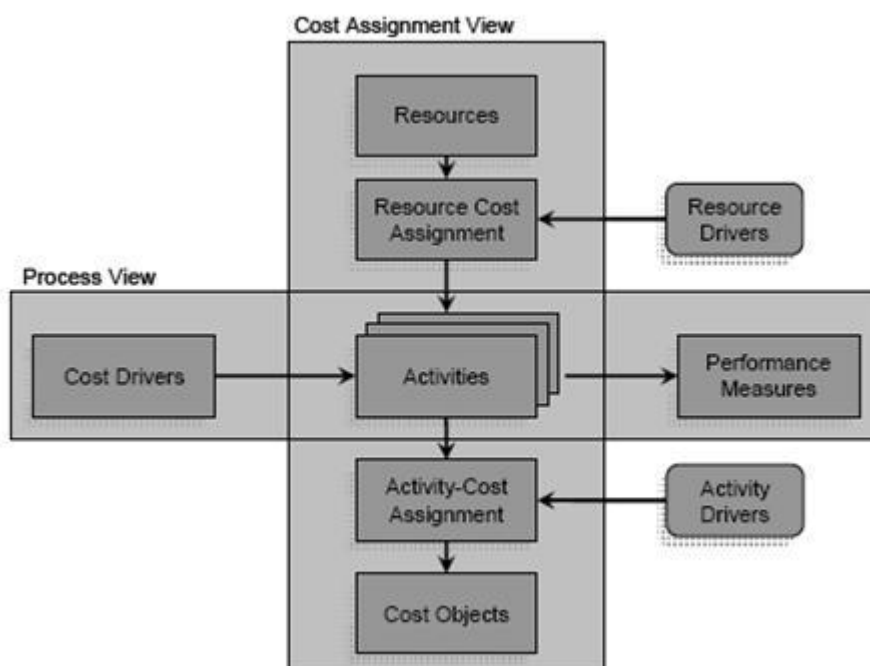 Cost Assignment View
Resources
Resource Cost
Assignment
Resource
Drivers
Process View
Cost Drivers
Activities
Performance
Measures
Activity-Cost
Assignment
Activity
Drivers
Cost Objects